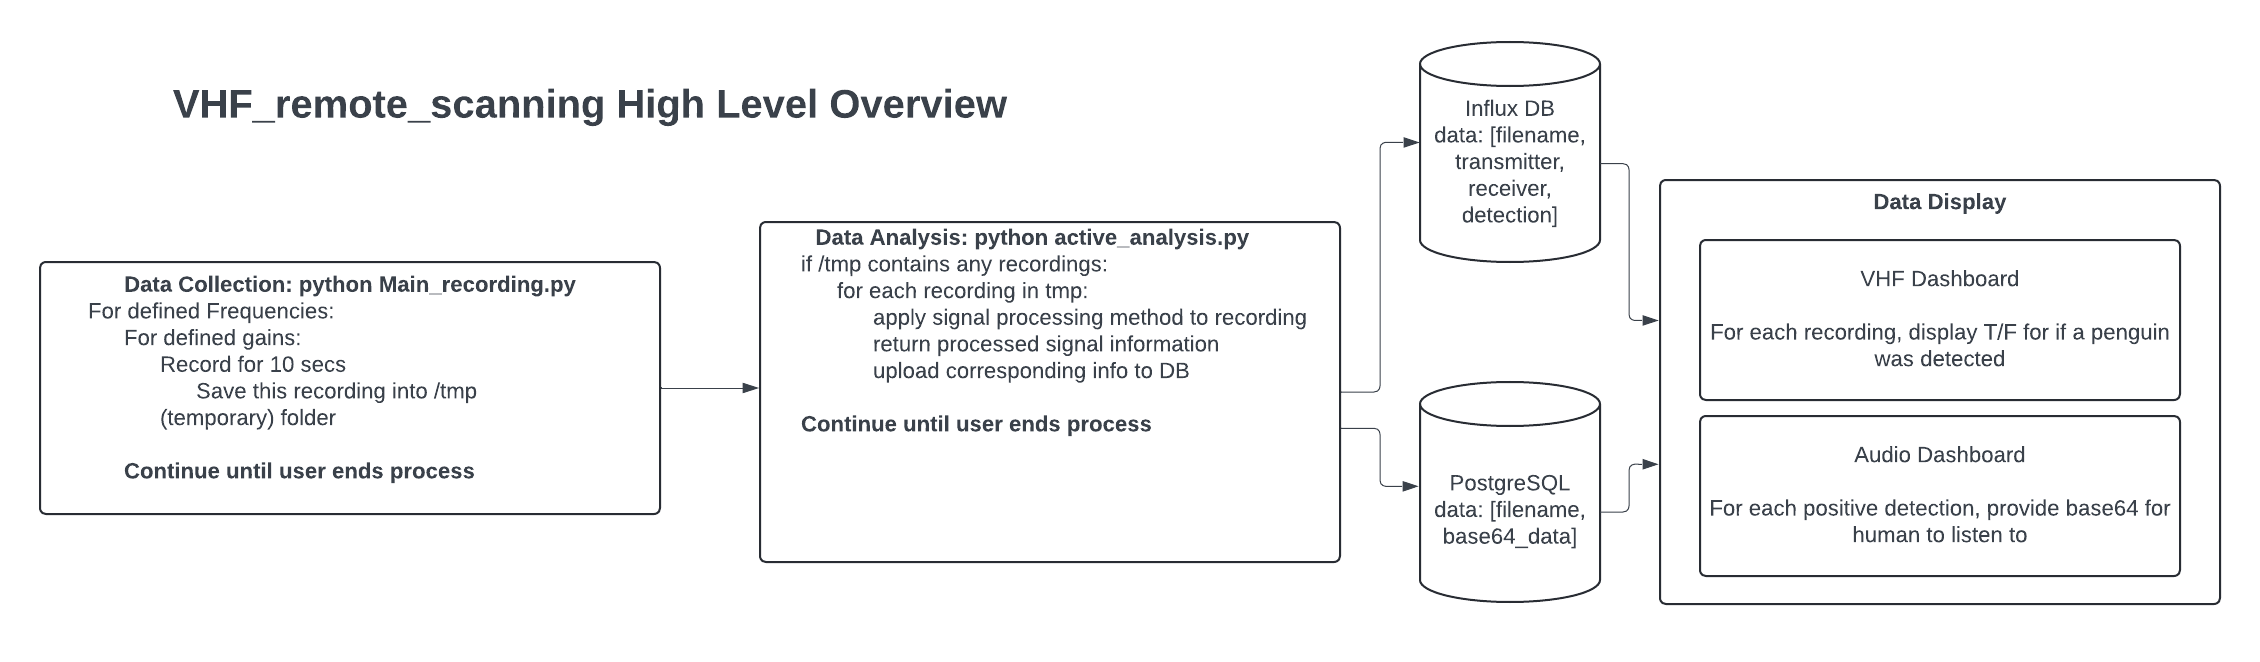 VHF_remote_scanning High Level Overview
Data Collection: python Main_recording.py
For defined Frequencies:
For defined gains:
Record for 10 secs
Save this recording into /tmp
(temporary) folder
Continue until user ends process
Data Analysis: python active_analysis.py
if /tmp contains any recordings:
for each recording in tmp:
apply signal processing method to recording
return processed signal information
upload corresponding info to DB
Continue until user ends process
Influx DB
data: [filename,
transmitter,
receiver,
detection]
PostgreSQL
data: [filename,
base64_data]
Data Display
VHF Dashboard
For each recording, display T/F for if a penguin
was detected
Audio Dashboard
For each positive detection, provide base64 for
human to listen to